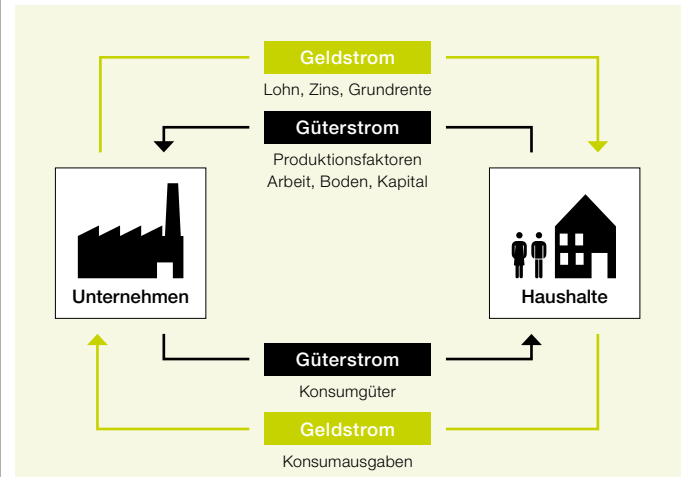 Geldstrom
Lohn, Zins, Grundrente
Güterstrom
Produktionsfaktoren
Arbeit, Boden, Kapital
Unternehmen
Haushalte
Güterstrom
Konsumgüter
Geldstrom
Konsumausgaben